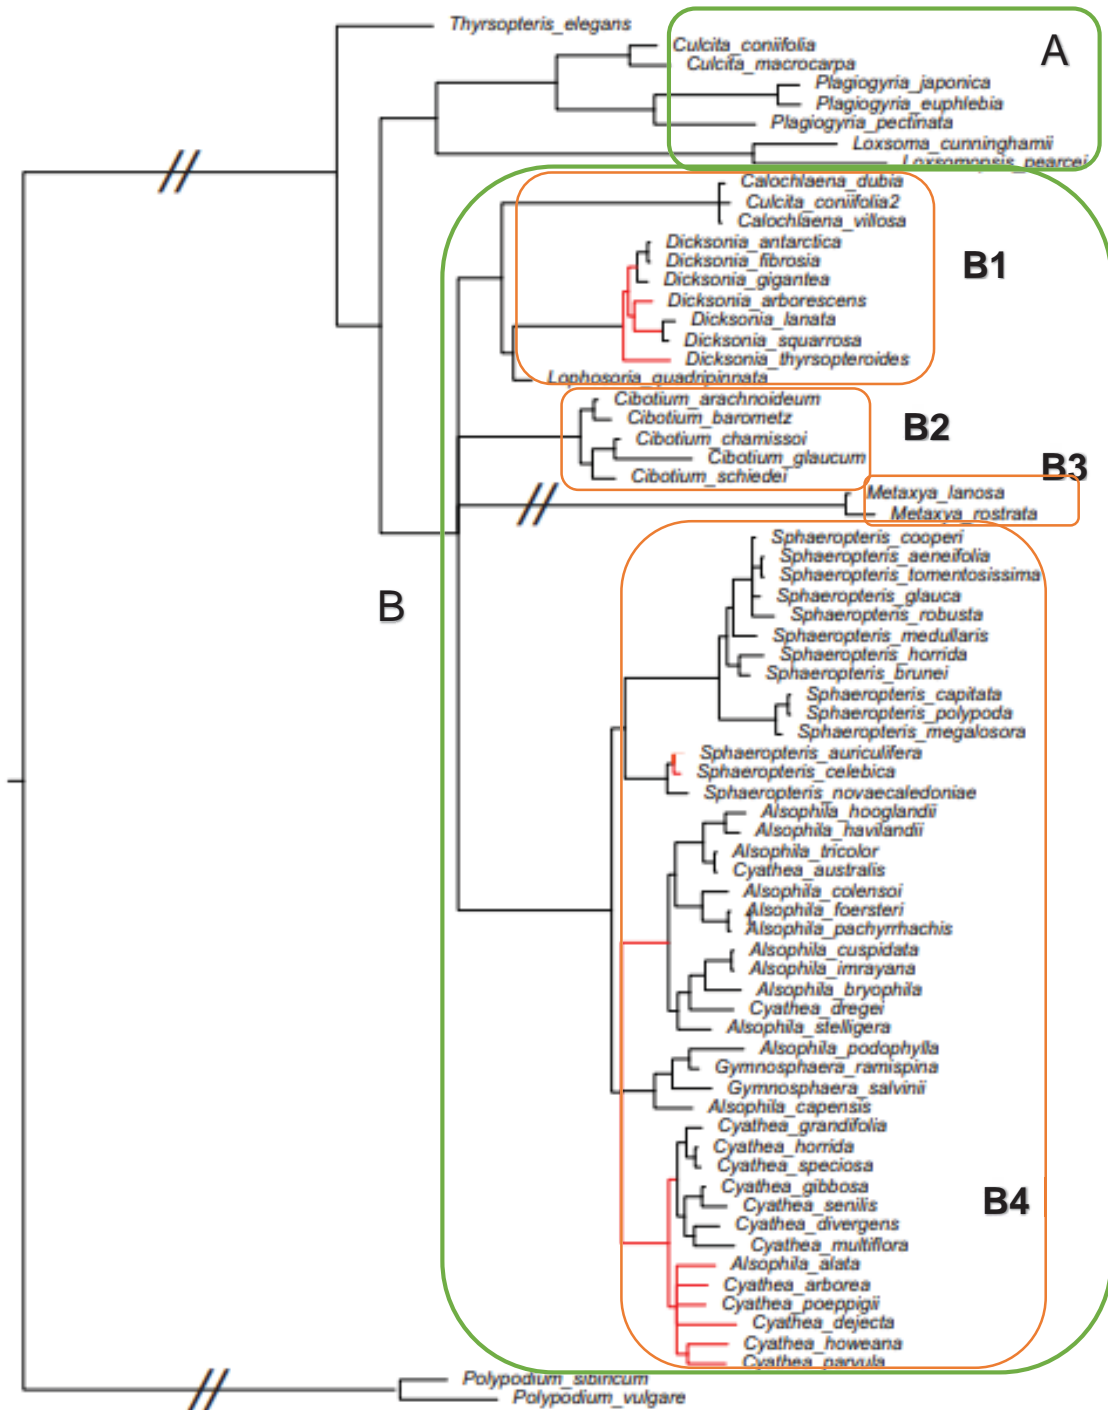 Thyrsopteris_elegans
Culcita_coniifolia
A
Culcita_macrocarpa
Plagiogyria_japonica
Plagiogyria_euphlebia
Plagiogyria_pectinata
Loxsoma_cunninghamii
Loxsomopsis_pearcei
Calochlaena_dubia
Culcita_coniifolia2
Calochlaena_villosa
Dicksonia_antarctica
Dicksonia_fibrosia
B1
Dicksonia_gigantea
Dicksonia_arborescens
Dicksonia_lanata
Dicksonia_squarrosa
Dicksonia_thyrsopteroides
Lophosoria_quadripinnata
Cibotium_arachnoideum
Cibotium_barometz
B2
Cibotium_chamissoi
Cibotium_glaucum
B3
Cibotium_schiedei
Metaxya_lanosa
Metaxya_rostrata
Sphaeropteris_cooperi
Sphaeropteris_aeneifolia
Sphaeropteris_tomentosissima
Sphaeropteris_glauca
B
Sphaeropteris_robusta
Sphaeropteris_medullaris
Sphaeropteris_horrida
Sphaeropteris_brunei
Sphaeropteris_capitata
Sphaeropteris_polypoda
Sphaeropteris_megalosora
Sphaeropteris_auriculifera
Sphaeropteris_celebica
Sphaeropteris_novaecaledoniae
Alsophila_hooglandii
Alsophila_havilandii
Alsophila_tricolor
Cyathea_australis
Alsophila_colensoi
Alsophila_foersteri
Alsophila_pachyrrhachis
Alsophila_cuspidata
Alsophila_imrayana
Alsophila_bryophila
Cyathea_dregei
Alsophila_stelligera
Alsophila_podophylla
Gymnosphaera_ramispina
Gymnosphaera_salvinii
Alsophila_capensis
Cyathea_grandifolia
Cyathea_horrida
Cyathea_speciosa
Cyathea_gibbosa
B4
Cyathea_senilis
Cyathea_divergens
Cyathea_multiflora
Alsophila_alata
Cyathea_arborea
Cyathea_poeppigii
Cyathea_dejecta
Cyathea_howeana
Cyathea_parvula
Polypodium_sibiricum
Polypodium_vulgare